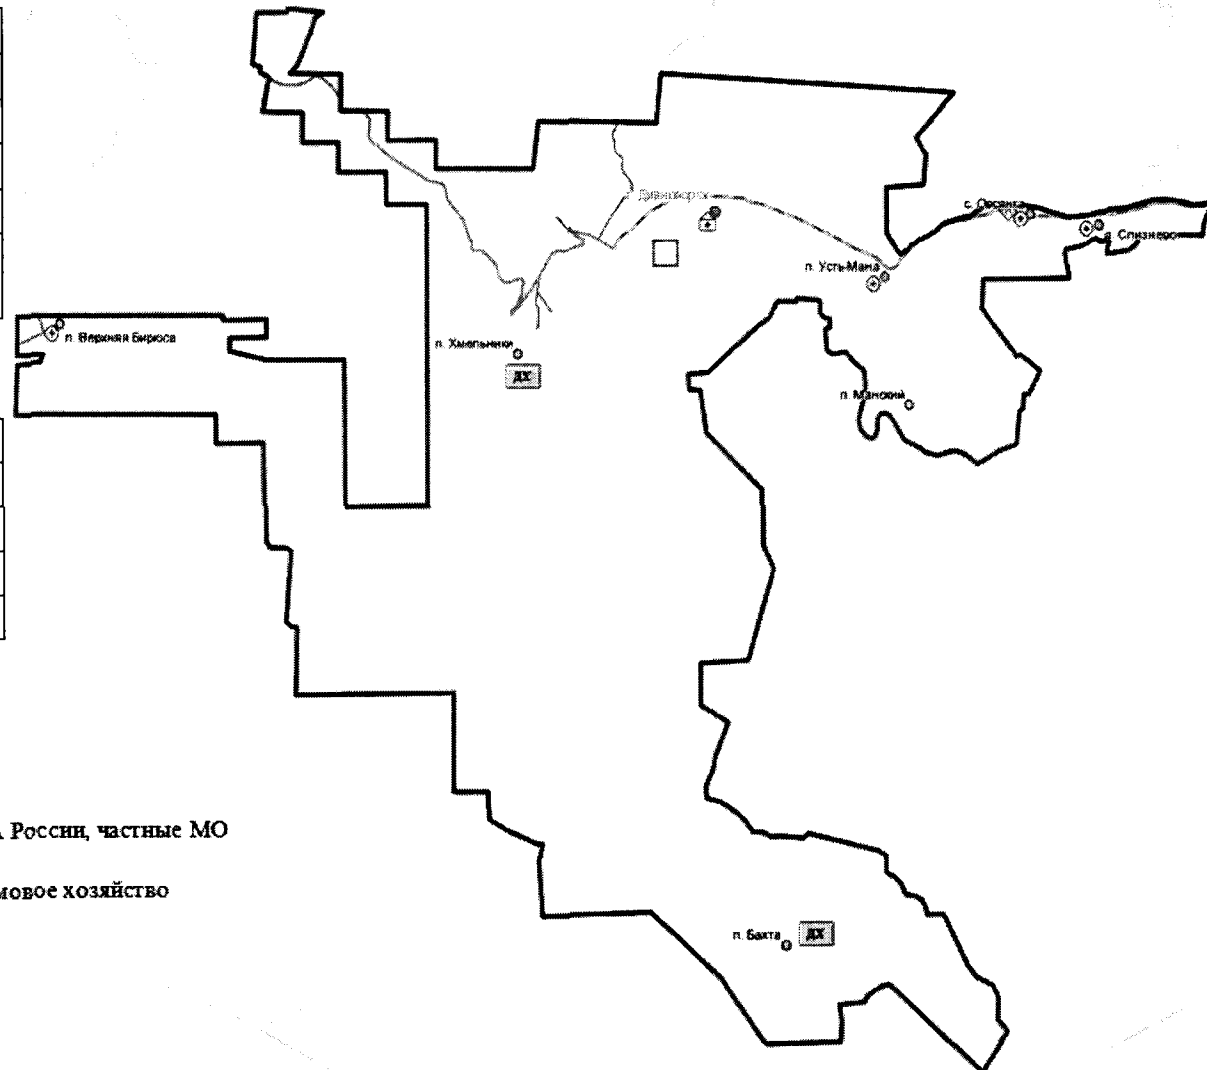 Дивногорск
с. Овсянка
д. Слизнево
п. Усть-Мана
п. Верхняя Бирюса
п. Хмельники
ДХ
п. Манский
России, частные МО
мовое хозяйство
п. Бахта
ДХ